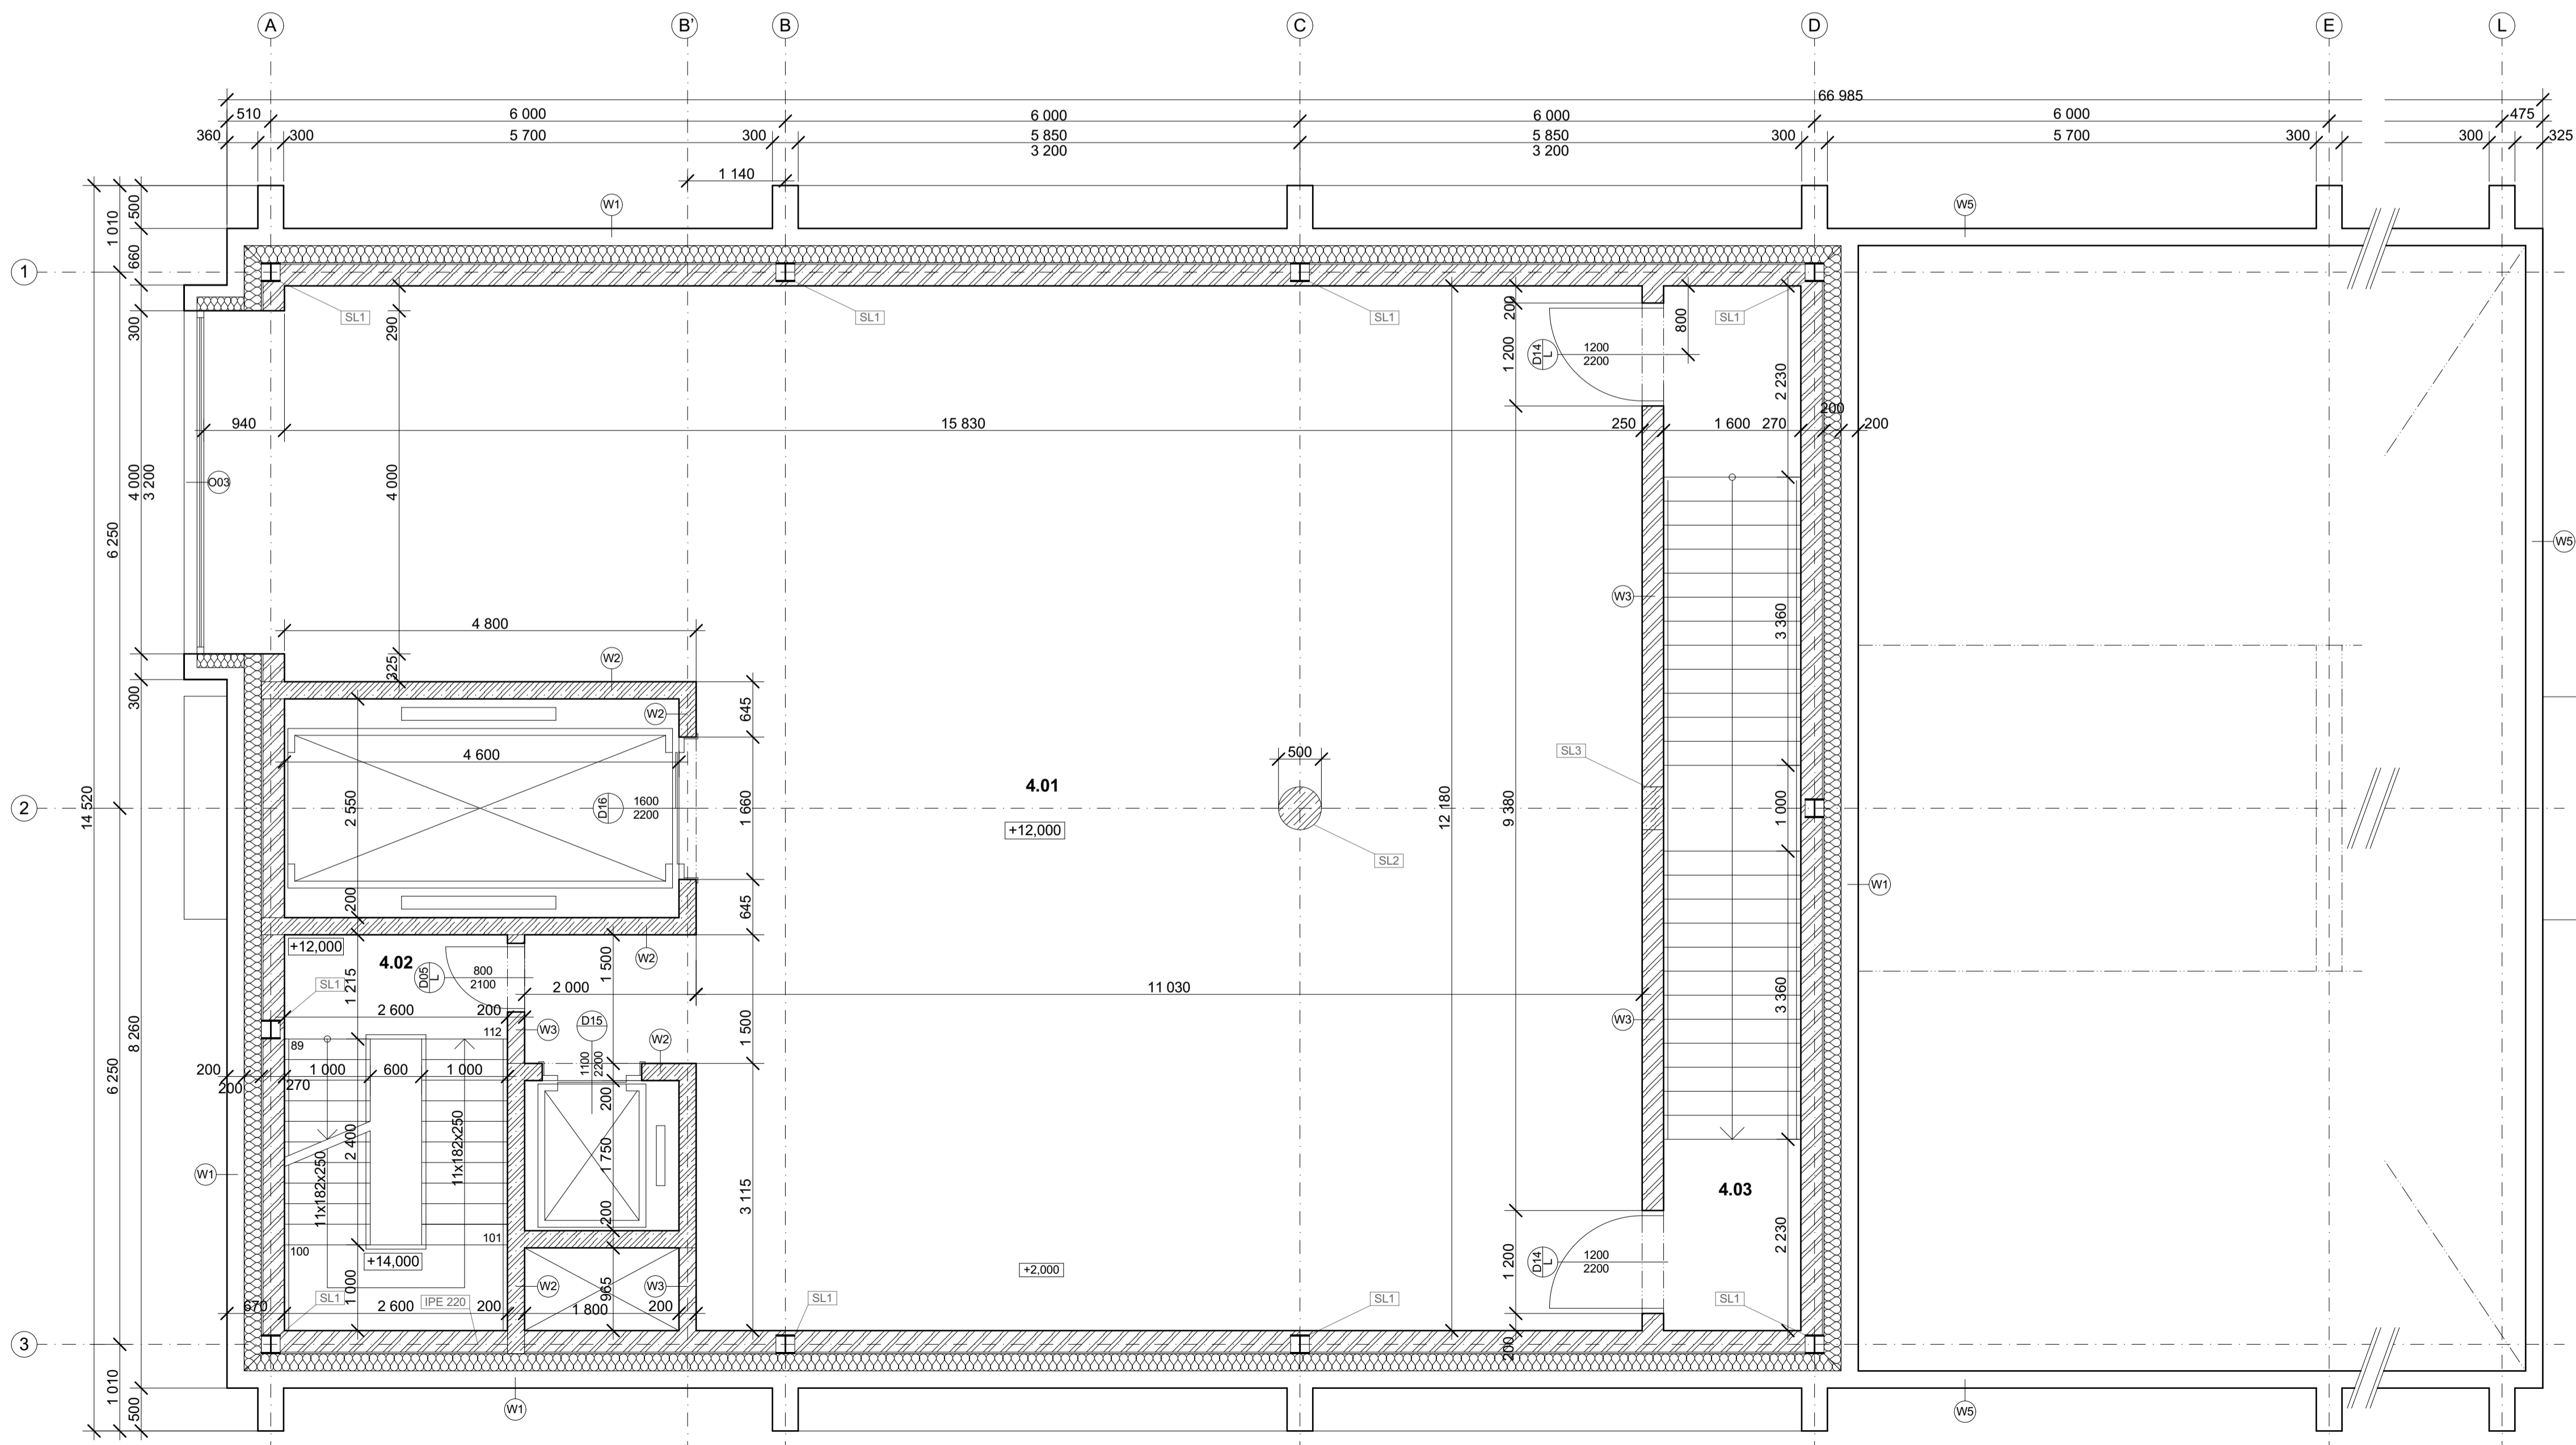 A B' B C D E L
66 985
510 6 000 6 000 6 000 6 000 475
360 300 5 700 300 5 850 5 850 300 5 700 300 300 325
3 200 3 200
1 140
500
1 010
W1
W5
660
1
300
290
SL1
SL1
SL1
SL1
200
800
1 200
D14
L
1200
2200
2 230
940
15 830
250
1 600
270
200
200
4 000
3 200
O03
4 000
6 250
W5
W3
3 360
4 800
325
W2
300
W2
645
4 600
500
SL3
4.01
2
14 520
2 550
D16
1600
2200
1 660
+12,000
12 180
9 380
1 000
SL2
W1
200
645
+12,000
4.02
W2
D05
L
800
2100
1 500
SL1
1 215
2 000
11 030
3 360
2 600
200
D15
112
W3
W3
8 260
89
W2
1 500
1100
2200
200
200
270
1 000
600
1 000
6 250
200
2 400
11x182x250
11x182x250
1 750
W1
4.03
3 115
200
2 230
100
101
+14,000
+2,000
1 200
D14
L
1200
2200
1 000
W2
965
W3
SL1
IPE 220
SL1
SL1
SL1
670
2 600
200
1 800
200
3
200
1 010
500
W1
W5